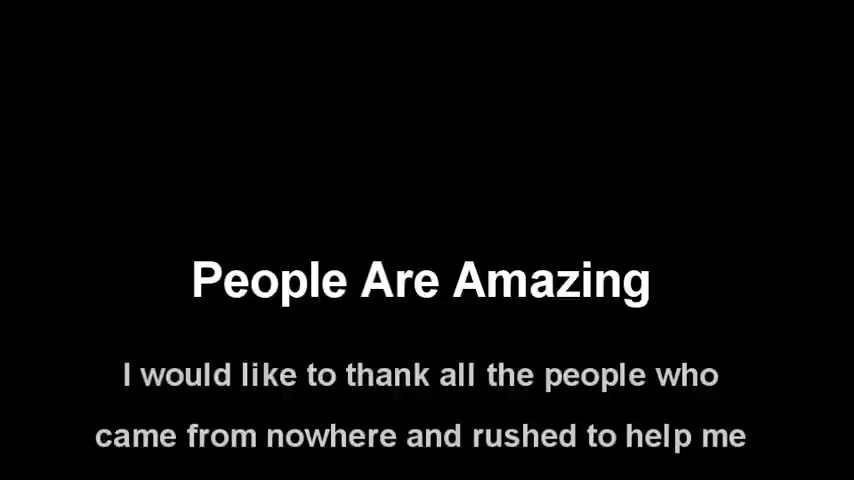 People Are Amazing
I would like to thank all the people who
came from nowhere and rushed to help me